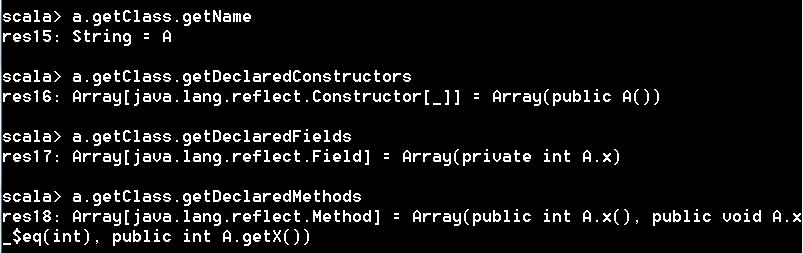 scala> a.getClass.getName
res15: String = A
scala> a.getClass.getDeclaredConstructors
res16: Array[java.lang.reflect.Constructor[_]] = Array(public A())
scala> a.getClass.getDeclaredFields
res17: Array[java.lang.reflect.Field] = Array(private int A.x)
scala> a.getClass.getDeclaredMethods
res18: Array[java.lang.reflect.Method] = Array(public int A.x(), public void A.x
_$eq(int), public int A.getX())